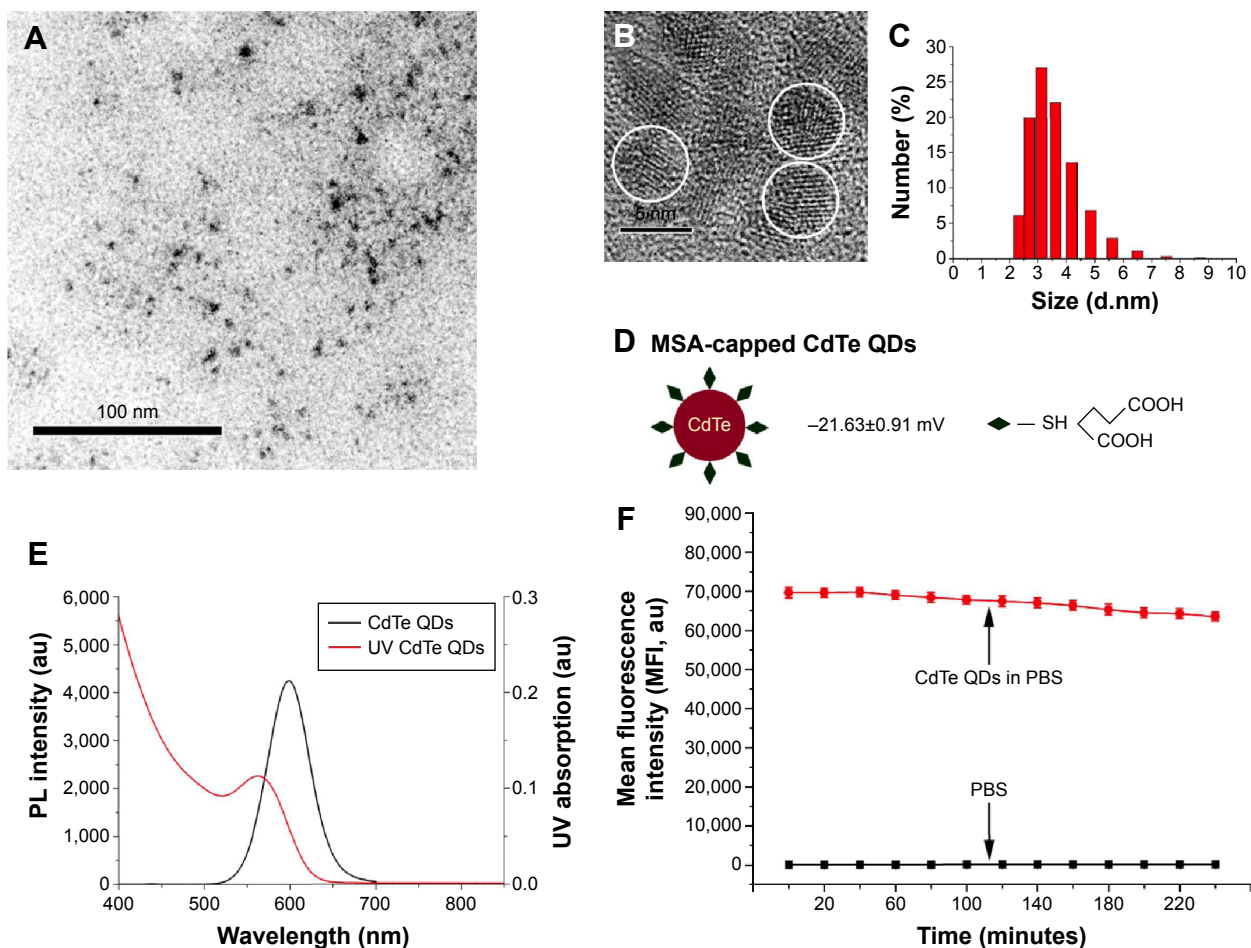 A
100 nm
B
5 nm
C
Number (%)
30
25
20
15
10
5
0
0 1 2 3 4 5 6 7 8 9 10
Size (d.nm)
D MSA-capped CdTe QDs
CdTe
–21.63±0.91 mV
SH
COOH
COOH
E
PL intensity (au)
6,000
5,000
4,000
3,000
2,000
1,000
0
CdTe QDs
UV CdTe QDs
0.3
0.2
0.1
0.0
UV absorption (au)
400 500 600 700 800
Wavelength (nm)
F
Mean fluorescence
intensity (MFI, au)
90,000
80,000
70,000
60,000
50,000
40,000
30,000
20,000
10,000
0
CdTe QDs in PBS
PBS
20 60 100 140 180 220
Time (minutes)